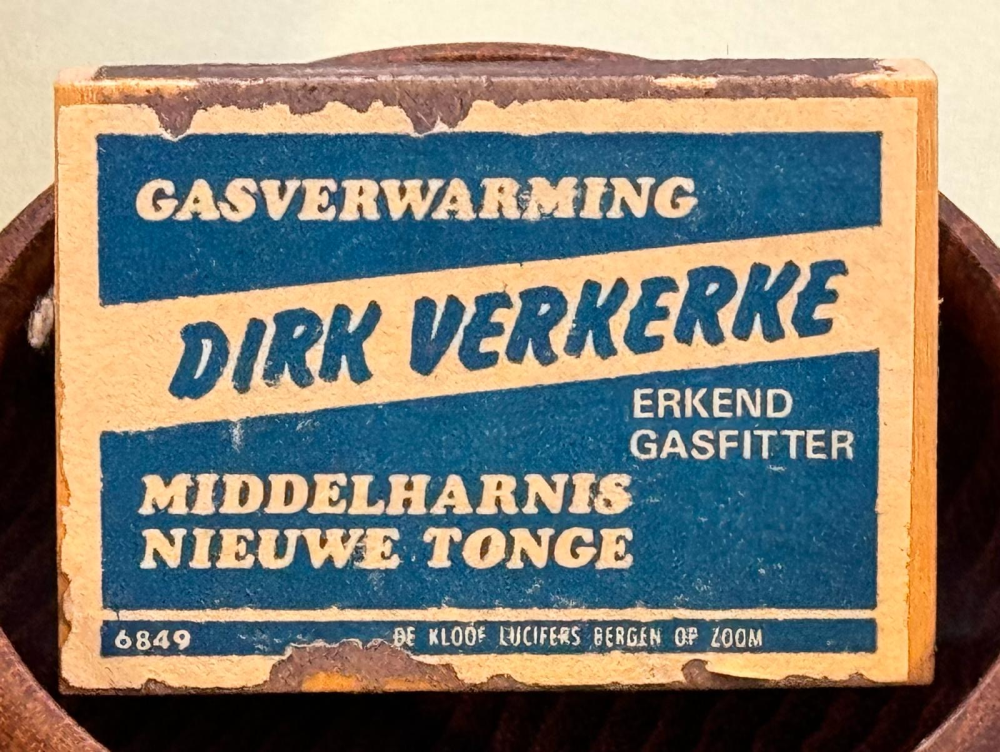 GASVERWARMING
DIRK VERKERKE
ERKEND
GASFITTER
MIDDELHARNIS
NIEUWE TONGE
6849 DE KLOOF LUCIFERS BERGEN OP ZOOM